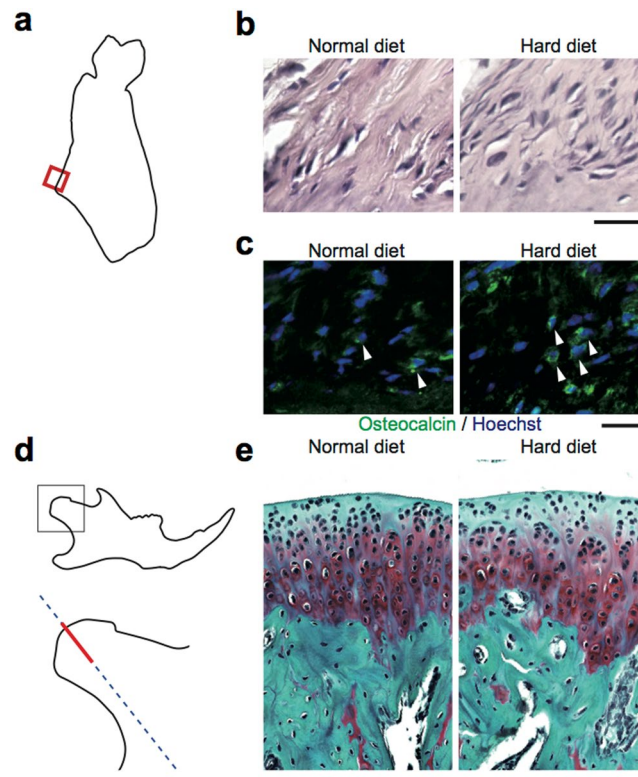 a
b
Normal diet
Hard diet
c
Normal diet
Hard diet
Osteocalcin / Hoechst
d
e
Normal diet
Hard diet